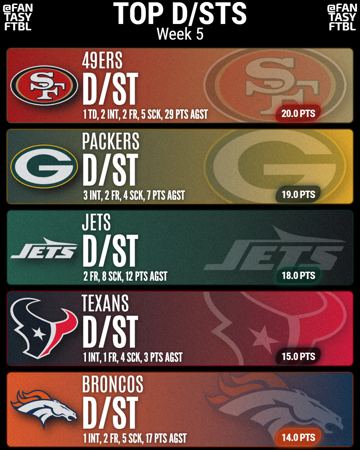 @FAN
TASY
FTBL
TOP D/STS
Week 5
@FAN
TASY
FTBL
49ERS
D/ST
1 TD, 2 INT, 2 FR, 5 SCK, 29 PTS AGST
20.0 PTS
SF
SF
PACKERS
D/ST
3 INT, 2 FR, 4 SCK, 7 PTS AGST
19.0 PTS
G
G
JETS
D/ST
2 FR, 8 SCK, 12 PTS AGST
18.0 PTS
JETS
JETS
TEXANS
D/ST
1 INT, 1 FR, 4 SCK, 3 PTS AGST
15.0 PTS
BRONCOS
D/ST
1 INT, 2 FR, 5 SCK, 17 PTS AGST
14.0 PTS